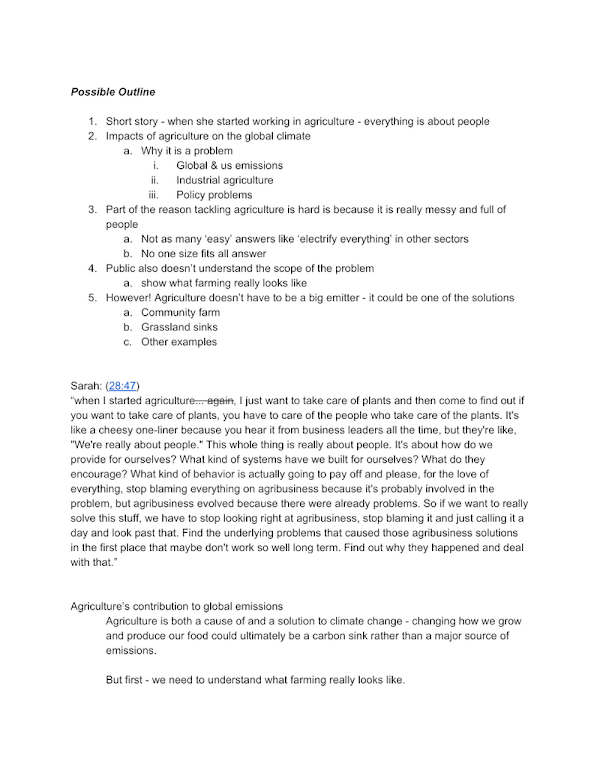 Possible Outline
1. Short story - when she started working in agriculture - everything is about people
2. Impacts of agriculture on the global climate
a. Why it is a problem
i. Global & us emissions
ii. Industrial agriculture
iii. Policy problems
3. Part of the reason tackling agriculture is hard is because it is really messy and full of
people
a. Not as many ‘easy’ answers like ‘electrify everything’ in other sectors
b. No one size fits all answer
4. Public also doesn’t understand the scope of the problem
a. show what farming really looks like
5. However! Agriculture doesn’t have to be a big emitter - it could be one of the solutions
a. Community farm
b. Grassland sinks
c. Other examples
Sarah: (28:47)
“when I started agriculture... again, I just want to take care of plants and then come to find out if
you want to take care of plants, you have to care of the people who take care of the plants. It's
like a cheesy one-liner because you hear it from business leaders all the time, but they're like,
"We're really about people." This whole thing is really about people. It's about how do we
provide for ourselves? What kind of systems have we built for ourselves? What do they
encourage? What kind of behavior is actually going to pay off and please, for the love of
everything, stop blaming everything on agribusiness because it's probably involved in the
problem, but agribusiness evolved because there were already problems. So if we want to really
solve this stuff, we have to stop looking right at agribusiness, stop blaming it and just calling it a
day and look past that. Find the underlying problems that caused those agribusiness solutions
in the first place that maybe don't work so well long term. Find out why they happened and deal
with that.”
Agriculture’s contribution to global emissions
Agriculture is both a cause of and a solution to climate change - changing how we grow
and produce our food could ultimately be a carbon sink rather than a major source of
emissions.
But first - we need to understand what farming really looks like.